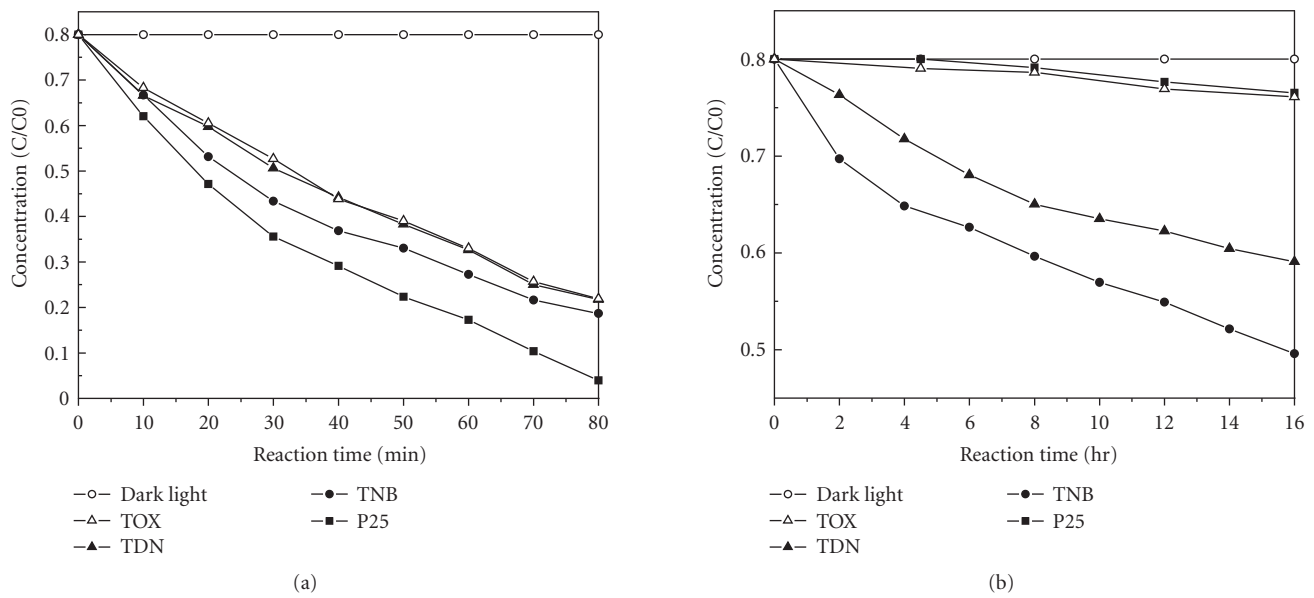 0.8
0.7
0.6
0.5
0.4
0.3
0.2
0.1
0
Concentration (C/C0)
0 10 20 30 40 50 60 70 80
Reaction time (min)
Dark light
TOX
TDN
TNB
P25
(a)
0.8
0.7
0.6
0.5
Concentration (C/C0)
0 2 4 6 8 10 12 14 16
Reaction time (hr)
Dark light
TOX
TDN
TNB
P25
(b)